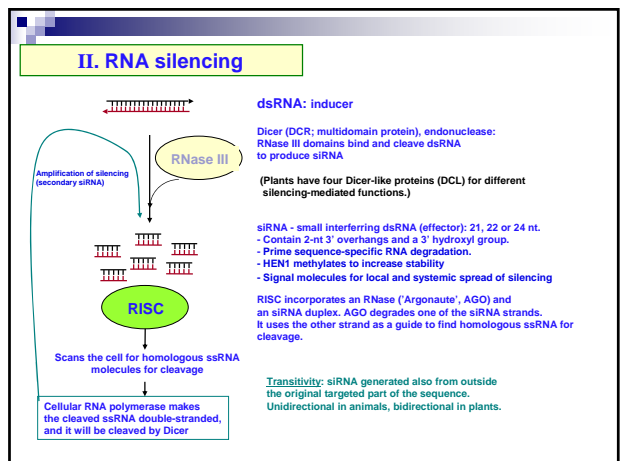 II. RNA silencing
dsRNA: inducer
Dicer (DCR; multidomain protein), endonuclease:
RNase III domains bind and cleave dsRNA
to produce siRNA
RNase III
Amplification of silencing
(secondary siRNA)
(Plants have four Dicer-like proteins (DCL) for different
silencing-mediated functions.)
siRNA - small interferring dsRNA (effector): 21, 22 or 24 nt.
- Contain 2-nt 3’ overhangs and a 3’ hydroxyl group.
- Prime sequence-specific RNA degradation.
- HEN1 methylates to increase stability
- Signal molecules for local and systemic spread of silencing
RISC
RISC incorporates an RNase (’Argonaute’, AGO) and
an siRNA duplex. AGO degrades one of the siRNA strands.
It uses the other strand as a guide to find homologous ssRNA for
cleavage.
Scans the cell for homologous ssRNA
molecules for cleavage
Transitivity: siRNA generated also from outside
the original targeted part of the sequence.
Unidirectional in animals, bidirectional in plants.
Cellular RNA polymerase makes
the cleaved ssRNA double-stranded,
and it will be cleaved by Dicer